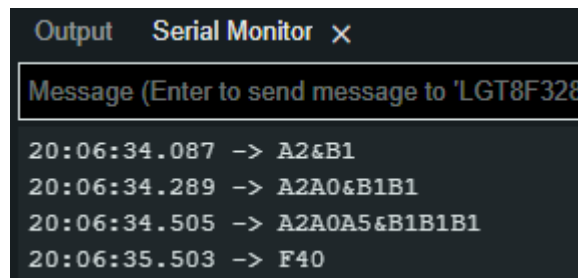 Output Serial Monitor ×
Message (Enter to send message to 'LGT8F328
20:06:34.087 -> A2&B1
20:06:34.289 -> A2A0&B1B1
20:06:34.505 -> A2A0A5&B1B1B1
20:06:35.503 -> F40